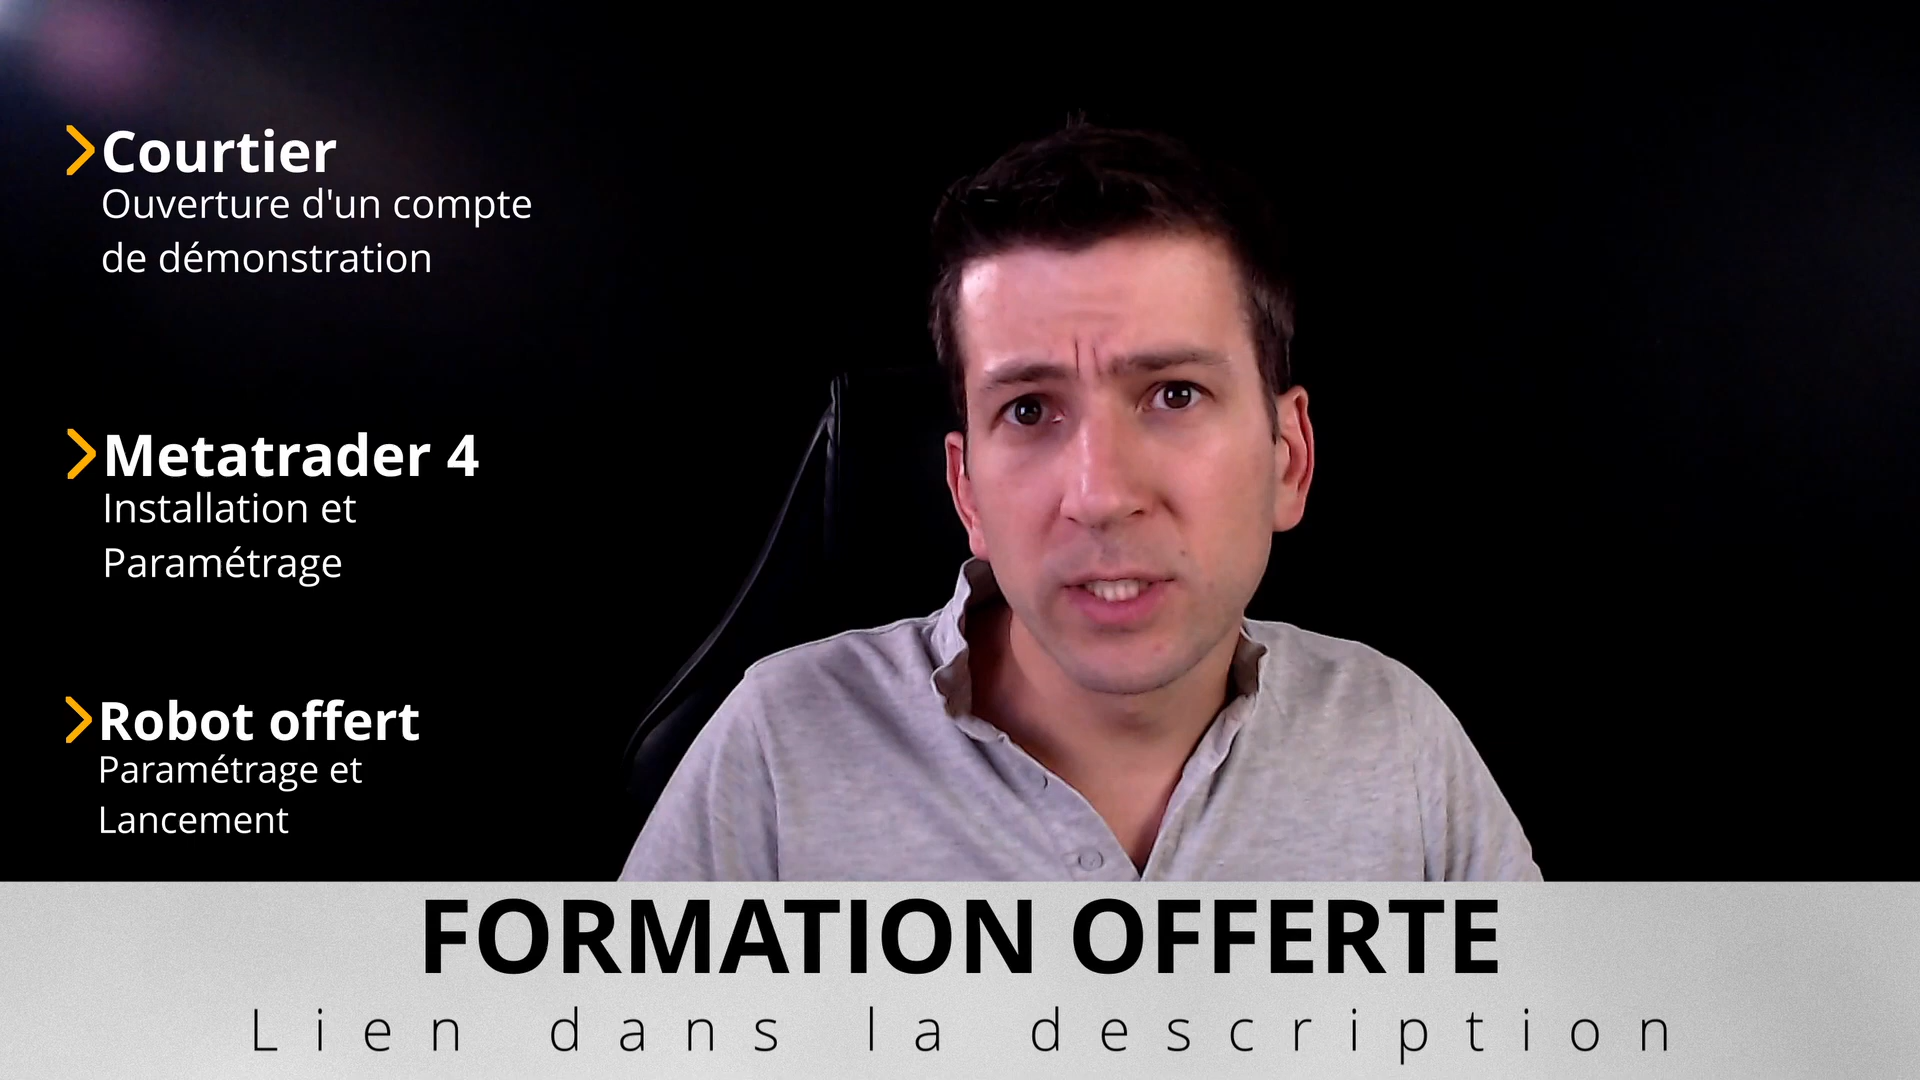 Courtier
Ouverture d'un compte
de démonstration
Metatrader 4
Installation et
Paramétrage
Robot offert
Paramétrage et
Lancement
FORMATION OFFERTE
Lien dans la description